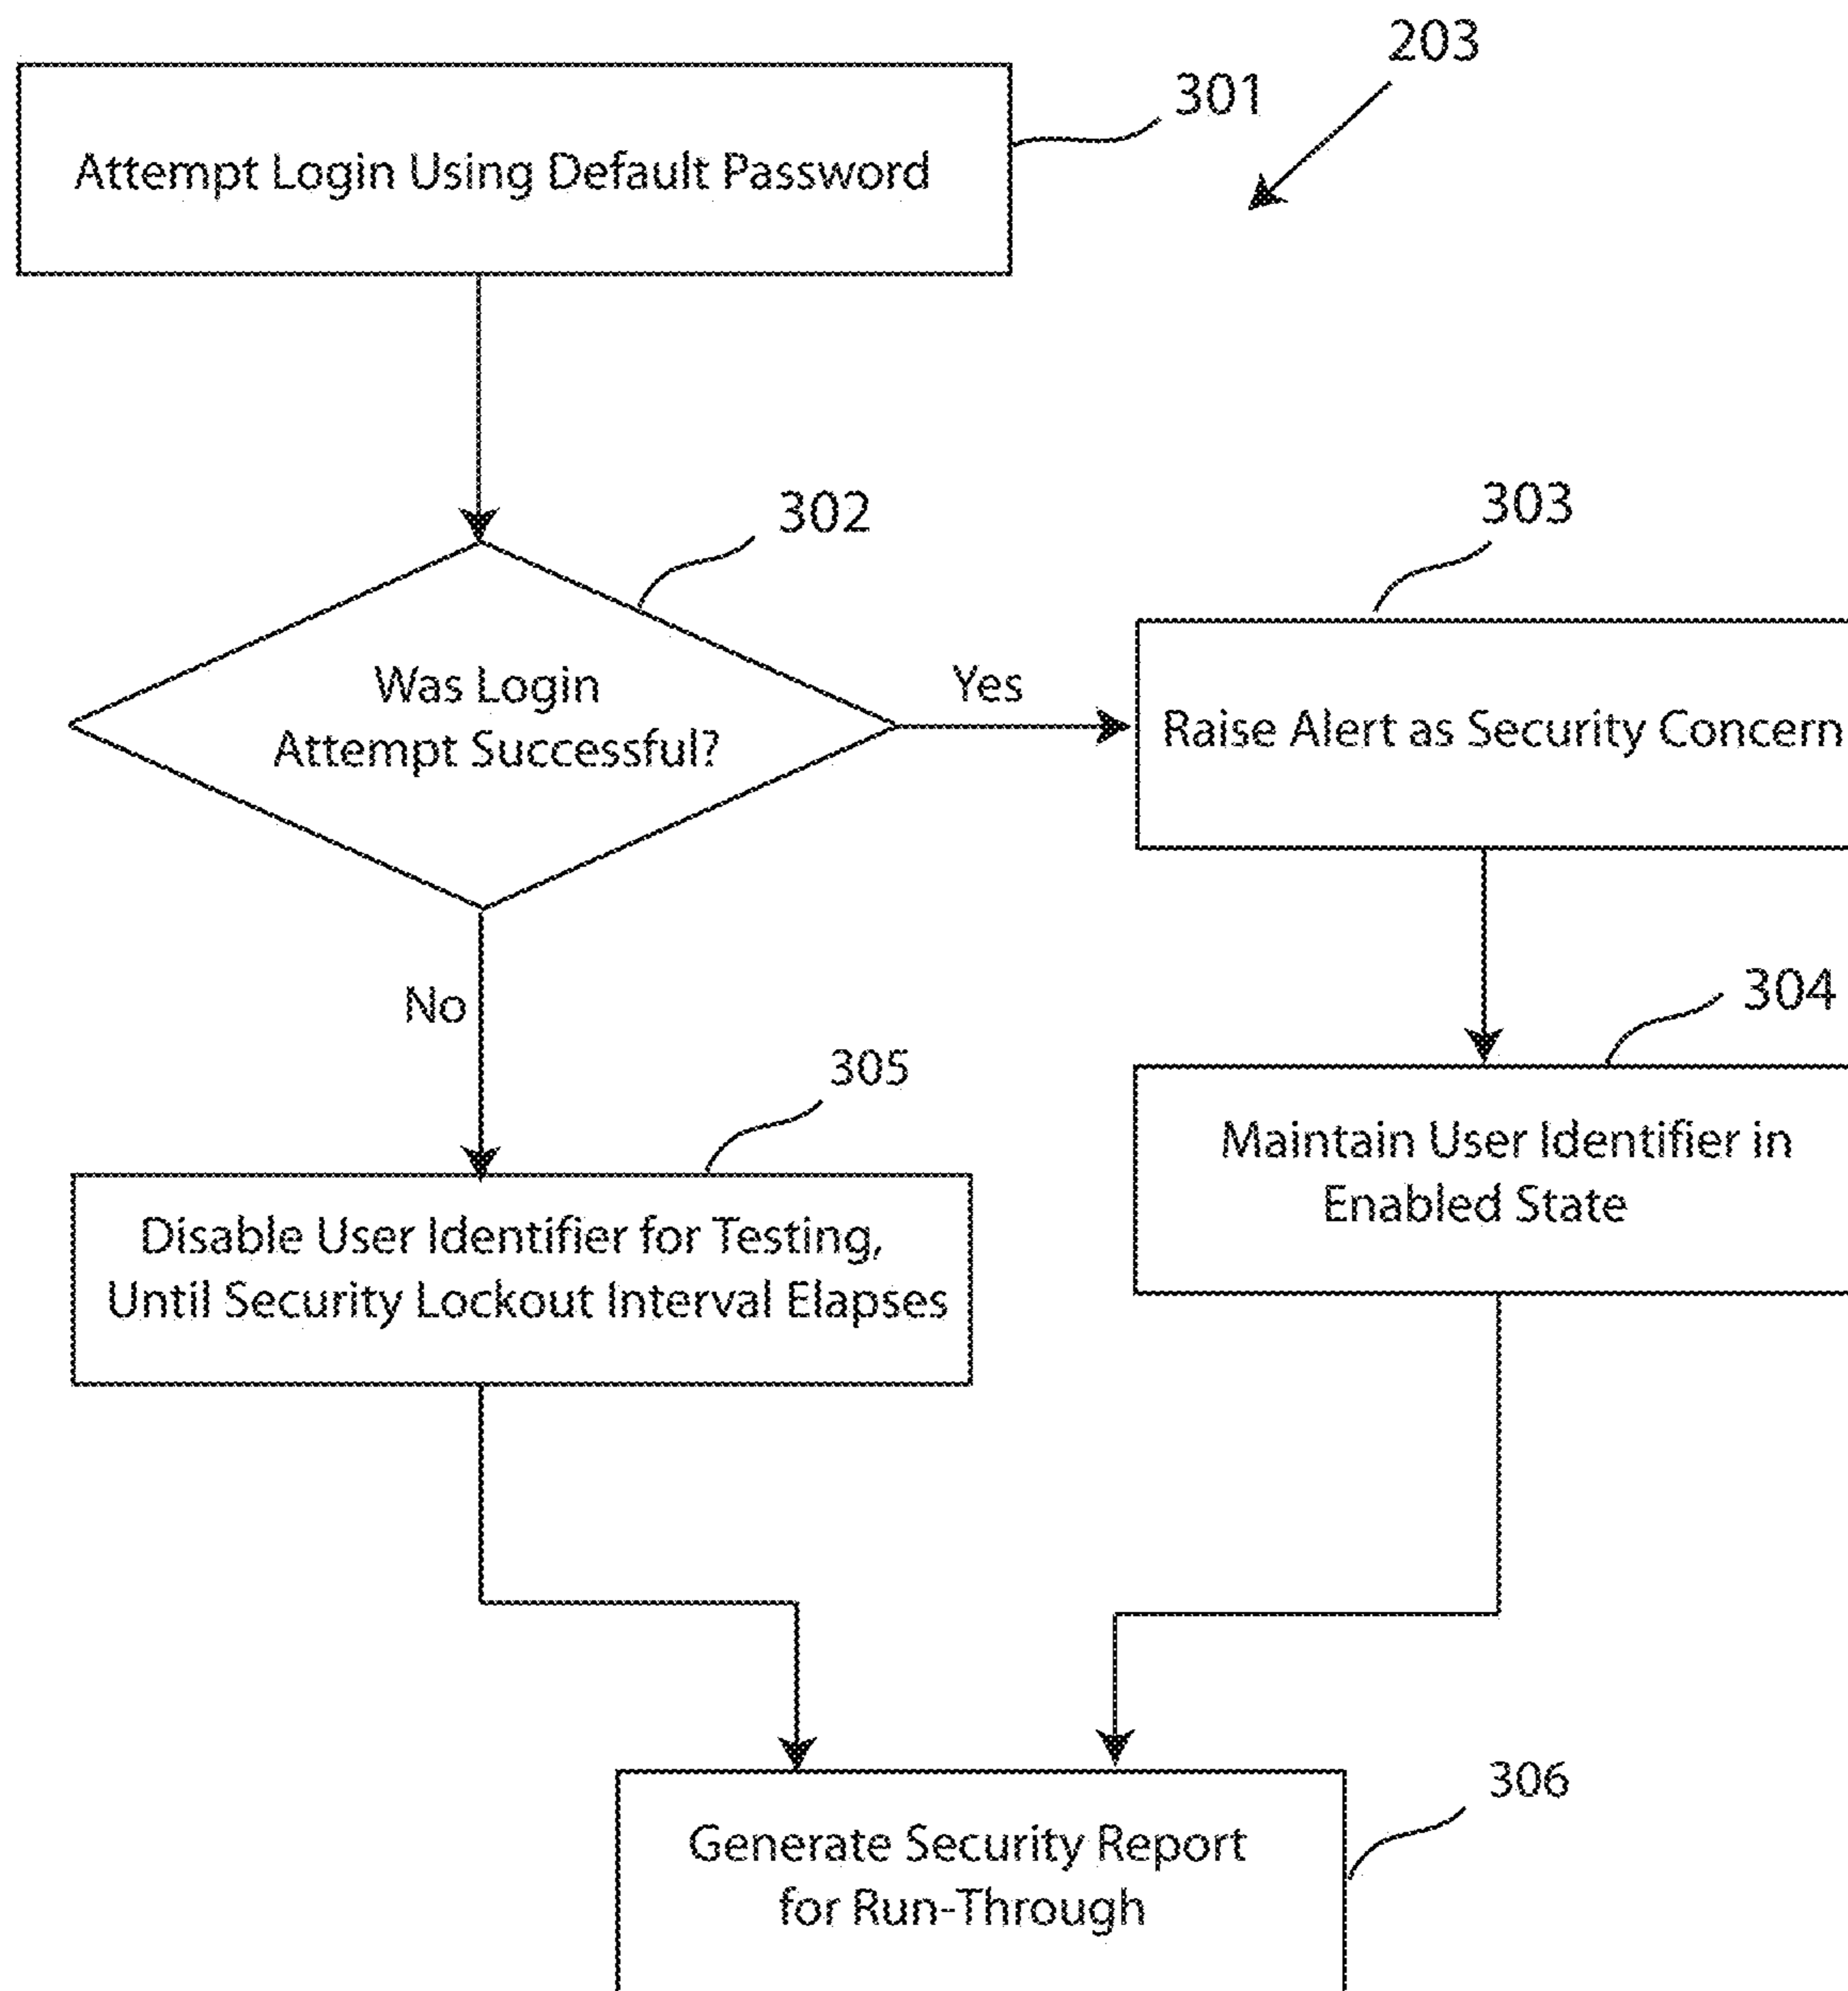 203
301
Attempt Login Using Default Password
302
Was Login
Attempt Successful?
Yes
303
Raise Alert as Security Concern
No
304
Maintain User Identifier in
Enabled State
305
Disable User Identifier for Testing,
Until Security Lockout Interval Elapses
306
Generate Security Report
for Run-Through